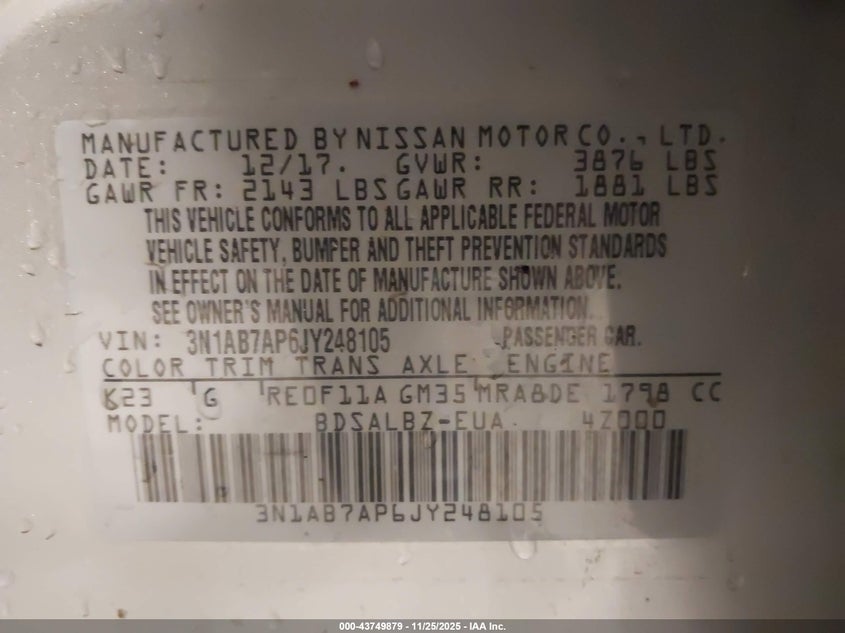 MANUFACTURED BY NISSAN MOTOR CO., LTD.
DATE: 12/17. GVWR: 3876 LBS
GAWR FR: 2143 LBS GAWR RR: 1881 LBS
THIS VEHICLE CONFORMS TO ALL APPLICABLE FEDERAL MOTOR
VEHICLE SAFETY, BUMPER AND THEFT PREVENTION STANDARDS
IN EFFECT ON THE DATE OF MANUFACTURE SHOWN ABOVE.
SEE OWNER'S MANUAL FOR ADDITIONAL INFORMATION.
VIN: 3N1AB7AP6JY248105 PASSENGER CAR.
COLOR TRIM TRANS AXLE ENGINE
K23 G RE0F11A GM35 MRA8DE 1798 CC
MODEL: BDSALBZ-EUA 4Z000
3N1AB7AP6JY248105
000-43749879 - 11/25/2025 - IAA Inc.